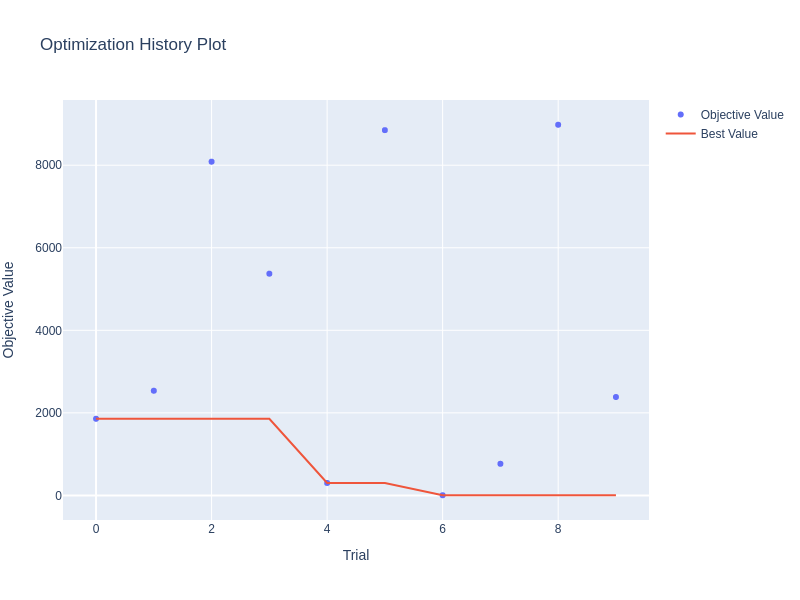 Optimization History Plot
Objective Value
Best Value
8000
6000
4000
2000
0
Objective Value
0 2 4 6 8
Trial